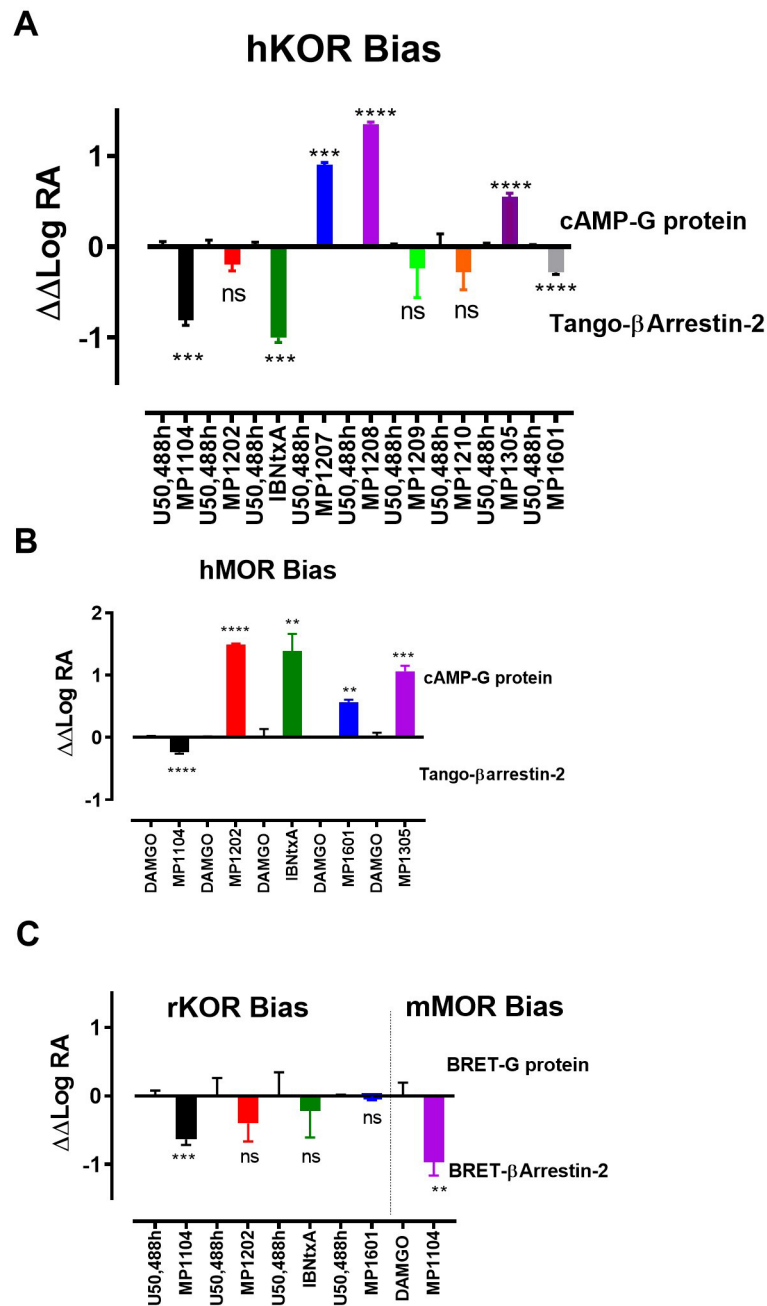 A
hKOR Bias
ΔΔLog RA
1
0
-1
***
ns
***
***
****
ns
ns
****
****
cAMP-G protein
Tango-βArrestin-2
U50,488h
MP1104
U50,488h
MP1202
U50,488h
IBNtxA
U50,488h
MP1207
U50,488h
MP1208
U50,488h
MP1209
U50,488h
MP1210
U50,488h
MP1305
U50,488h
MP1601
B
hMOR Bias
ΔΔLog RA
2
1
0
-1
****
****
**
**
***
cAMP-G protein
Tango-βarrestin-2
DAMGO
MP1104
DAMGO
MP1202
DAMGO
IBNtxA
DAMGO
MP1601
DAMGO
MP1305
C
rKOR Bias
mMOR Bias
ΔΔLog RA
1
0
-1
***
ns
ns
ns
**
BRET-G protein
BRET-βArrestin-2
U50,488h
MP1104
U50,488h
MP1202
U50,488h
IBNtxA
U50,488h
MP1601
DAMGO
MP1104